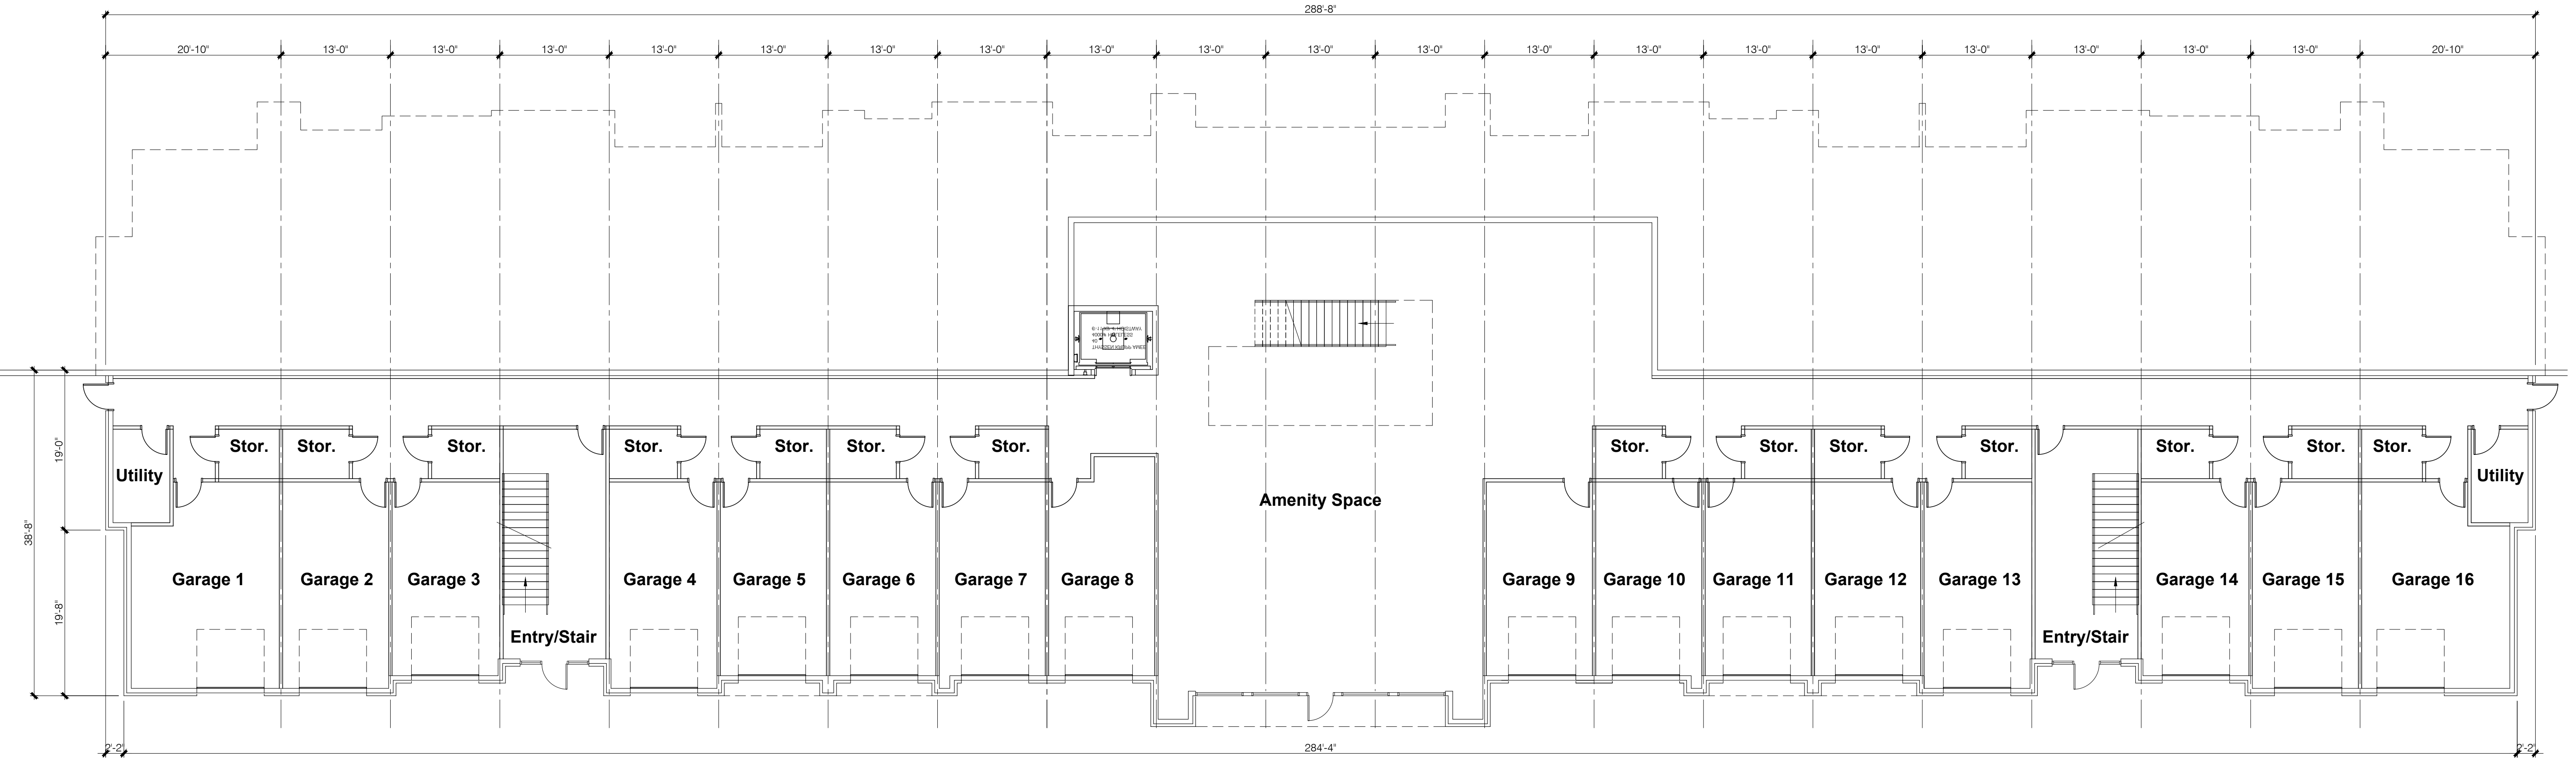 288'-8"
20'-10" 13'-0" 13'-0" 13'-0" 13'-0" 13'-0" 13'-0" 13'-0" 13'-0" 13'-0" 13'-0" 13'-0" 13'-0" 13'-0" 13'-0" 13'-0" 13'-0" 13'-0" 13'-0" 13'-0" 20'-10"
Stor. Stor. Stor. Stor. Stor. Stor. Stor. Stor. Stor. Stor. Stor. Stor. Stor. Stor.
19'-0"
Utility Utility
Amenity Space
38'-8"
Garage 1 Garage 2 Garage 3 Garage 4 Garage 5 Garage 6 Garage 7 Garage 8 Garage 9 Garage 10 Garage 11 Garage 12 Garage 13 Garage 14 Garage 15 Garage 16
19'-8"
Entry/Stair Entry/Stair
2'-2" 284'-4" 2'-2"